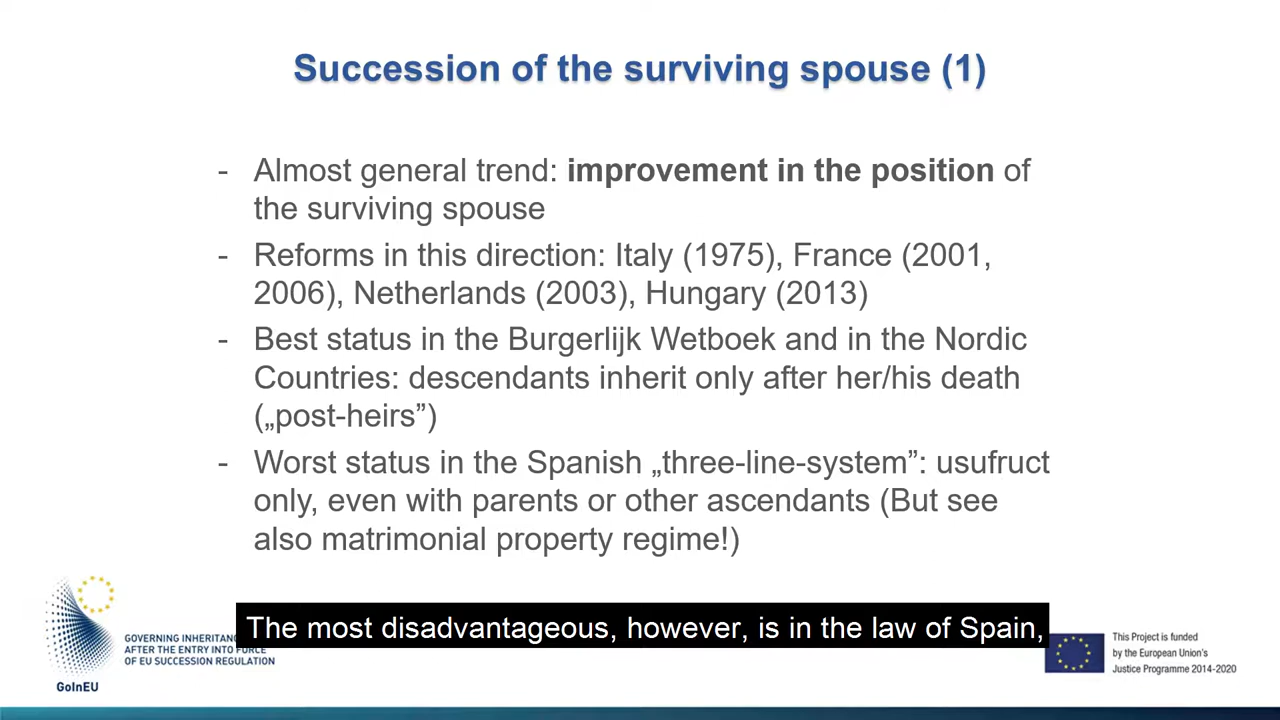 Succession of the surviving spouse (1)
- Almost general trend: improvement in the position of
the surviving spouse
- Reforms in this direction: Italy (1975), France (2001,
2006), Netherlands (2003), Hungary (2013)
- Best status in the Burgerlijk Wetboek and in the Nordic
Countries: descendants inherit only after her/his death
(„post-heirs”)
- Worst status in the Spanish „three-line-system”: usufruct
only, even with parents or other ascendants (But see
also matrimonial property regime!)
The most disadvantageous, however, is in the law of Spain,
GOVERNING INHERITANC
AFTER THE ENTRY INTO FORCE
OF EU SUCCESSION REGULATION
GoInEU
This Project is funded
by the European Union's
Justice Programme 2014-2020